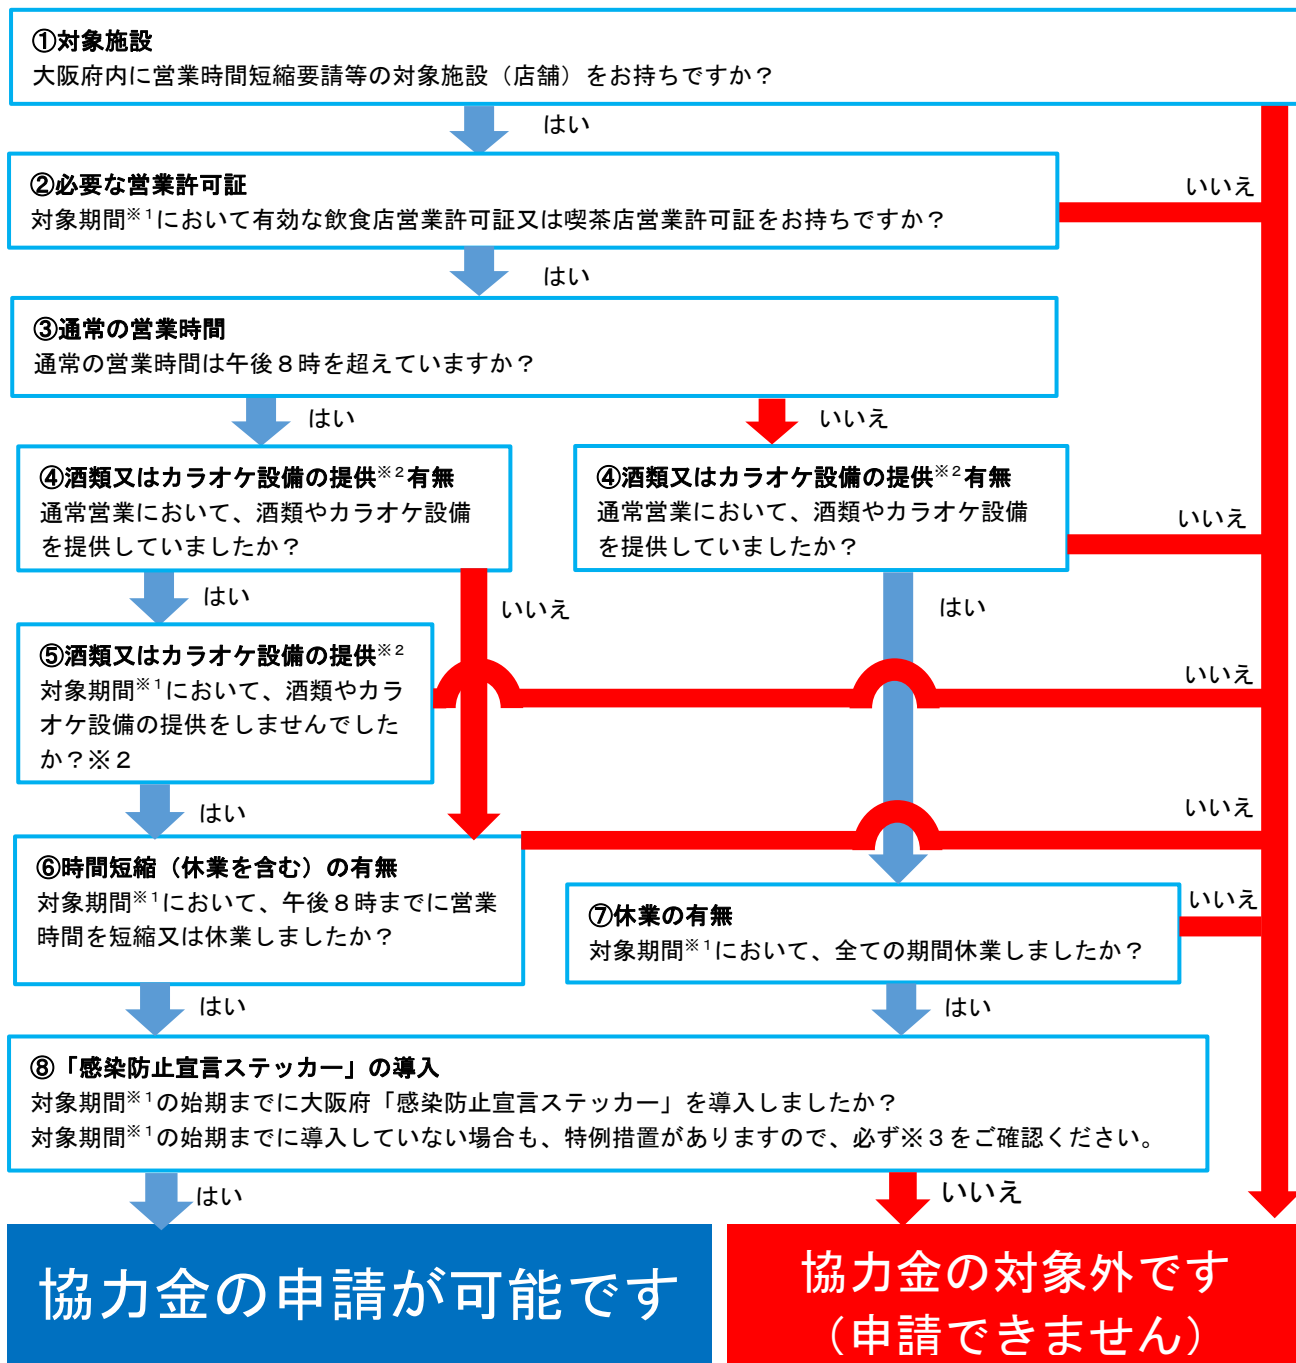 ①対象施設
大阪府内に営業時間短縮要請等の対象施設（店舗）をお持ちですか？
はい
②必要な営業許可証
対象期間※1において有効な飲食店営業許可証又は喫茶店営業許可証をお持ちですか？
いいえ
はい
③通常の営業時間
通常の営業時間は午後８時を超えていますか？
はい
いいえ
④酒類又はカラオケ設備の提供※2有無
通常営業において、酒類やカラオケ設備
を提供していましたか？
④酒類又はカラオケ設備の提供※2有無
通常営業において、酒類やカラオケ設備
を提供していましたか？
いいえ
はい
いいえ
はい
⑤酒類又はカラオケ設備の提供※2
対象期間※1において、酒類やカラ
オケ設備の提供をしませんでした
か？※２
いいえ
はい
いいえ
⑥時間短縮（休業を含む）の有無
対象期間※1において、午後８時までに営業
時間を短縮又は休業しましたか？
⑦休業の有無
対象期間※1において、全ての期間休業しましたか？
いいえ
はい
はい
⑧「感染防止宣言ステッカー」の導入
対象期間※1の始期までに大阪府「感染防止宣言ステッカー」を導入しましたか？
対象期間※1の始期までに導入していない場合も、特例措置がありますので、必ず※３をご確認ください。
はい
いいえ
協力金の申請が可能です
協力金の対象外です
（申請できません）